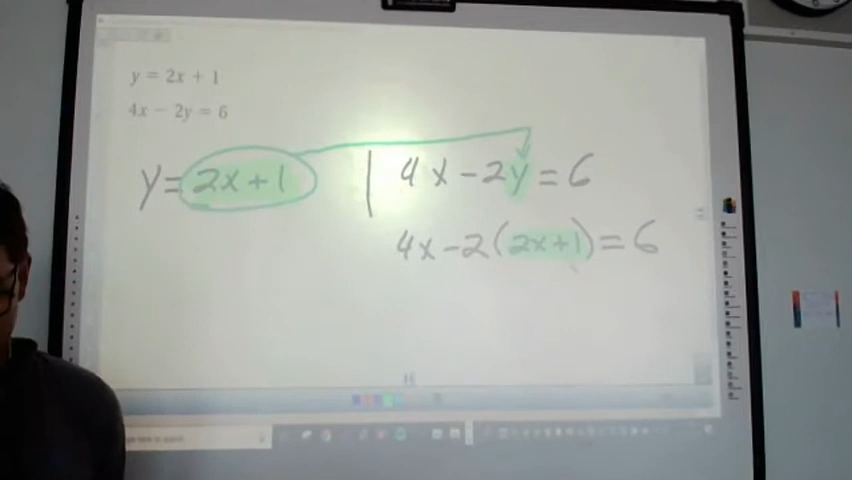 y = 2x + 1
4x − 2y = 6
y = 2x + 1 | 4x − 2y = 6
4x − 2(2x+1) = 6